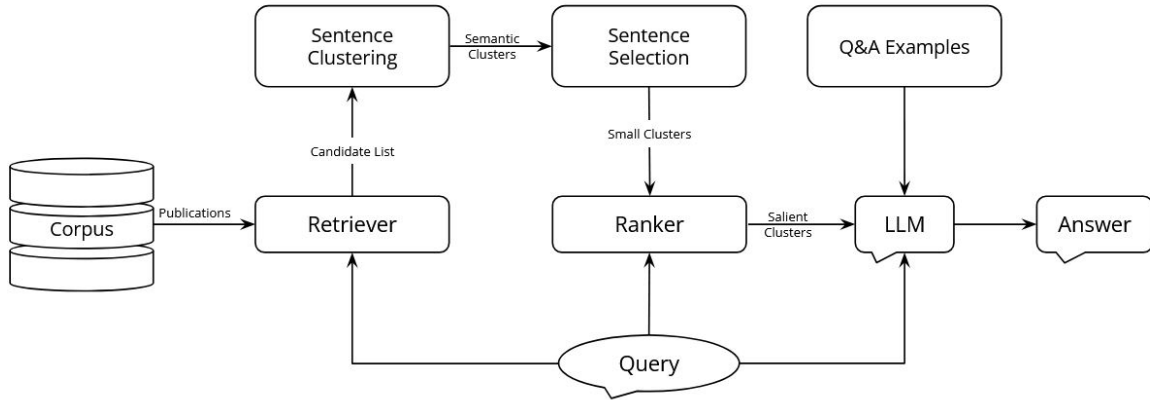 Sentence
Clustering
Semantic
Clusters
Sentence
Selection
Q&A Examples
Candidate List
Small Clusters
Corpus
Publications
Retriever
Ranker
Salient
Clusters
LLM
Answer
Query